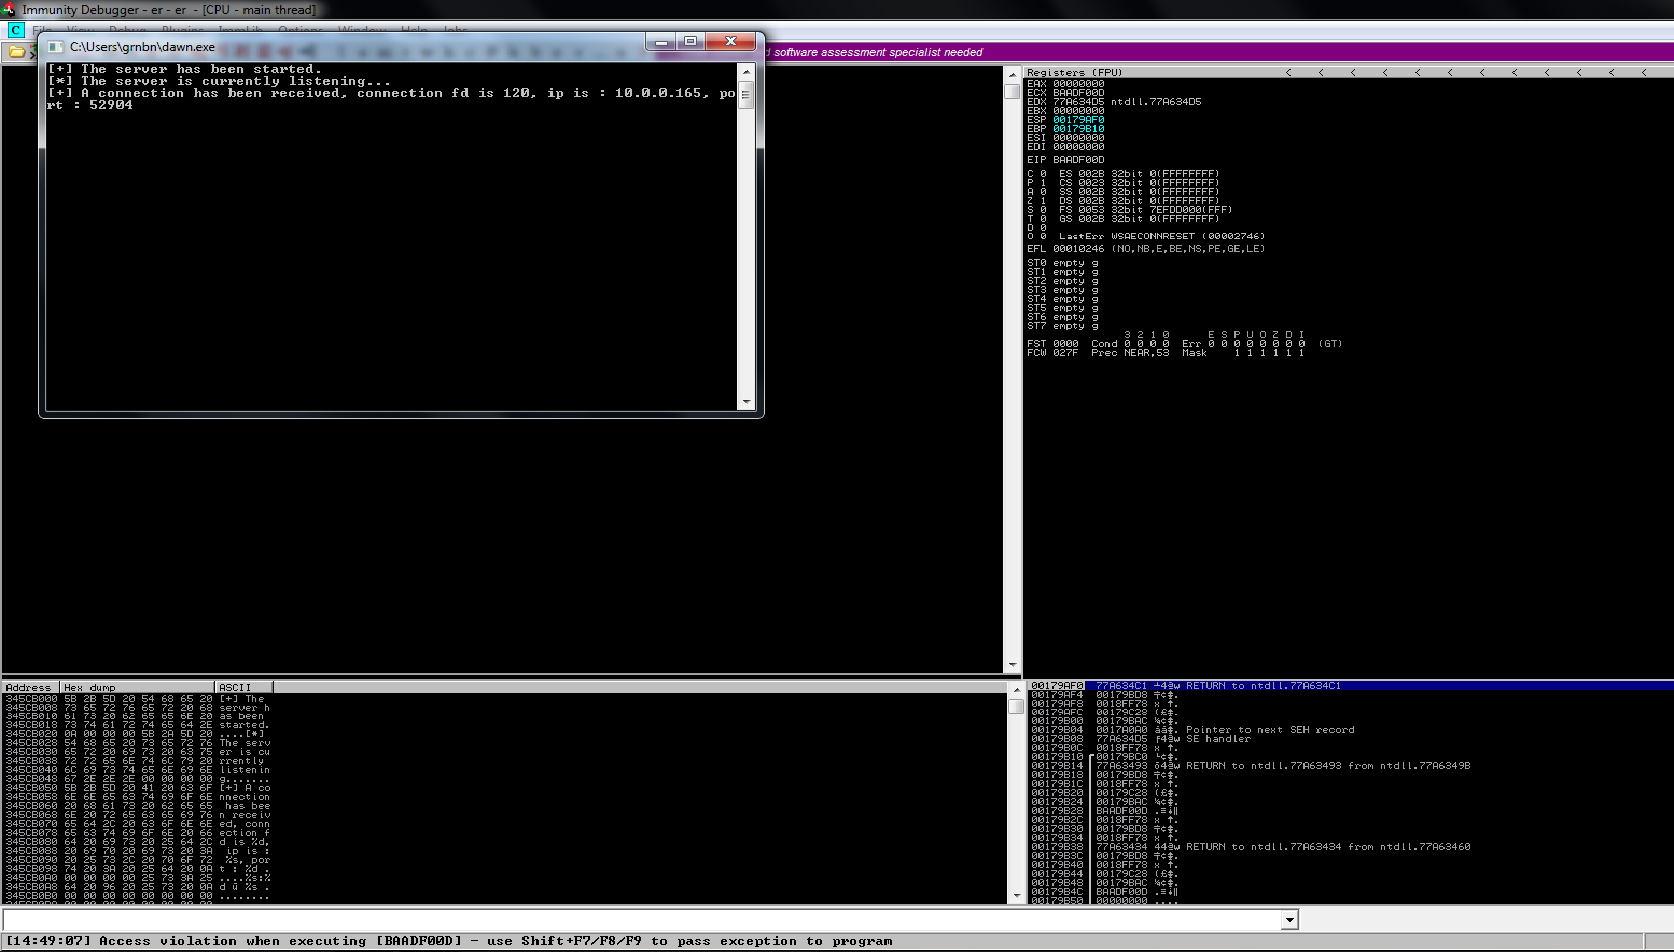 Immunity Debugger - er - er - [CPU - main thread]
C File View Debug Plugins ImmLib Options Window Help Jobs
C:\Users\grnbn\dawn.exe
software assessment specialist needed
[+] The server has been started.
[*] The server is currently listening...
[+] A connection has been received, connection fd is 120, ip is : 10.0.0.165, po
rt : 52904
Registers (FPU) < < < < < < < < < < < <
EAX 00000000
ECX BAADF00D
EDX 77A634D5 ntdll.77A634D5
EBX 00000000
ESP 00179AF0
EBP 00179B10
ESI 00000000
EDI 00000000
EIP BAADF00D
C 0 ES 002B 32bit 0(FFFFFFFF)
P 1 CS 0023 32bit 0(FFFFFFFF)
A 0 SS 002B 32bit 0(FFFFFFFF)
Z 1 DS 002B 32bit 0(FFFFFFFF)
S 0 FS 0053 32bit 7EFDD000(FFF)
T 0 GS 002B 32bit 0(FFFFFFFF)
D 0
O 0 LastErr WSAECONNRESET (00002746)
EFL 00010246 (NO,NB,E,BE,NS,PE,GE,LE)
ST0 empty g
ST1 empty g
ST2 empty g
ST3 empty g
ST4 empty g
ST5 empty g
ST6 empty g
ST7 empty g
3 2 1 0 E S P U O Z D I
FST 0000 Cond 0 0 0 0 Err 0 0 0 0 0 0 0 0 (GT)
FCW 027F Prec NEAR,53 Mask 1 1 1 1 1 1
Address Hex dump ASCII
345CB000 5B 2B 5D 20 54 68 65 20 [+] The
345CB008 73 65 72 76 65 72 20 68 server h
345CB010 61 73 20 62 65 65 6E 20 as been
345CB018 73 74 61 72 74 65 64 2E started.
345CB020 0A 00 00 00 5B 2A 5D 20 ....[*]
345CB028 54 68 65 20 73 65 72 76 The serv
345CB030 65 72 20 69 73 20 63 75 er is cu
345CB038 72 72 65 6E 74 6C 79 20 rrently
345CB040 6C 69 73 74 65 6E 69 6E listenin
345CB048 67 2E 2E 2E 00 00 00 00 g.......
345CB050 5B 2B 5D 20 41 20 63 6F [+] A co
345CB058 6E 6E 65 63 74 69 6F 6E nnection
345CB060 20 68 61 73 20 62 65 65 has bee
345CB068 6E 20 72 65 63 65 69 76 n receiv
345CB070 65 64 2C 20 63 6F 6E 6E ed, conn
345CB078 65 63 74 69 6F 6E 20 66 ection f
345CB080 64 20 69 73 20 25 64 2C d is %d,
345CB088 20 69 70 20 69 73 20 3A ip is :
345CB090 20 25 73 2C 20 70 6F 72 %s, por
345CB098 74 20 3A 20 25 64 20 0A t : %d .
345CB0A0 00 00 00 00 25 73 3A 25 ....%s:%
345CB0A8 64 20 96 20 25 73 20 0A d û %s .
345CB0B0 00 00 00 00 00 00 00 00 ........
00179AF0 77A634C1 RETURN to ntdll.77A634C1
00179AF4 00179BD8
00179AF8 0018FF78
00179AFC 00179C28
00179B00 00179BAC
00179B04 0017A0A0 Pointer to next SEH record
00179B08 77A634D5 SE handler
00179B0C 0018FF78
00179B10 00179BC0
00179B14 77A63493 RETURN to ntdll.77A63493 from ntdll.77A6349B
00179B18 00179BD8
00179B1C 0018FF78
00179B20 00179C28
00179B24 00179BAC
00179B28 BAADF00D
00179B2C 0018FF78
00179B30 00179BD8
00179B34 0018FF78
00179B38 77A63434 RETURN to ntdll.77A63434 from ntdll.77A63460
00179B3C 00179BD8
00179B40 0018FF78
00179B44 00179C28
00179B48 00179BAC
00179B4C BAADF00D
00179B50 00000000 ....
[14:49:07] Access violation when executing [BAADF00D] - use Shift+F7/F8/F9 to pass exception to program